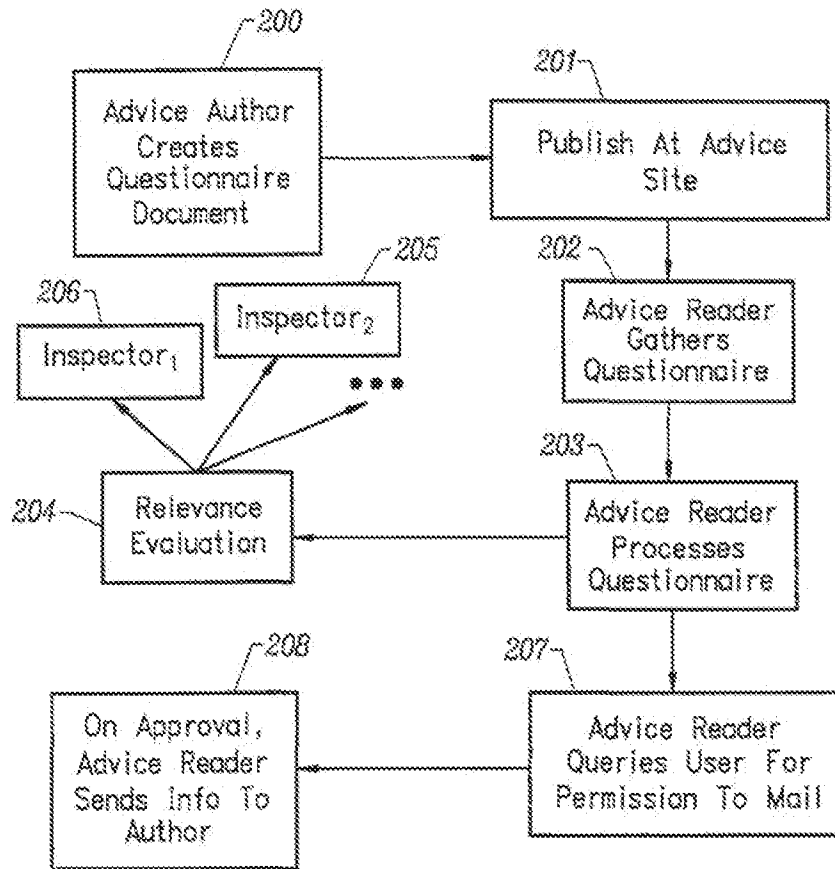 200
Advice Author
Creates
Questionnaire
Document
201
Publish At Advice
Site
202
Advice Reader
Gathers
Questionnaire
203
Advice Reader
Processes
Questionnaire
204
Relevance
Evaluation
205
Inspector₂
206
Inspector₁
207
Advice Reader
Queries User For
Permission To Mail
208
On Approval,
Advice Reader
Sends Info To
Author